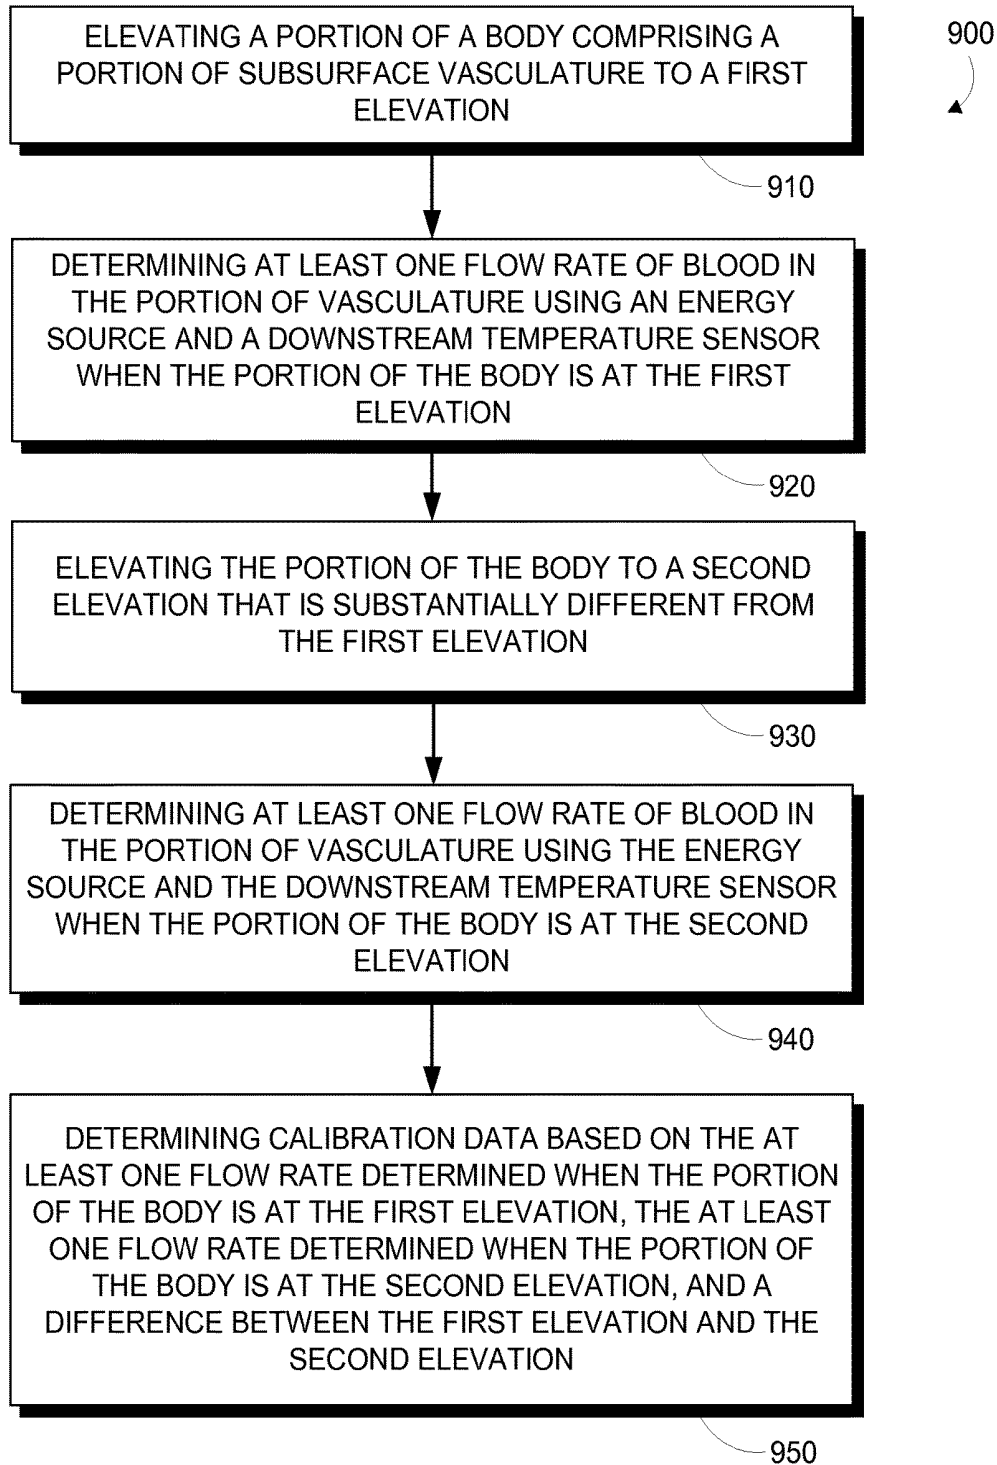 ELEVATING A PORTION OF A BODY COMPRISING A
PORTION OF SUBSURFACE VASCULATURE TO A FIRST
ELEVATION
900
910
DETERMINING AT LEAST ONE FLOW RATE OF BLOOD IN
THE PORTION OF VASCULATURE USING AN ENERGY
SOURCE AND A DOWNSTREAM TEMPERATURE SENSOR
WHEN THE PORTION OF THE BODY IS AT THE FIRST
ELEVATION
920
ELEVATING THE PORTION OF THE BODY TO A SECOND
ELEVATION THAT IS SUBSTANTIALLY DIFFERENT FROM
THE FIRST ELEVATION
930
DETERMINING AT LEAST ONE FLOW RATE OF BLOOD IN
THE PORTION OF VASCULATURE USING THE ENERGY
SOURCE AND THE DOWNSTREAM TEMPERATURE SENSOR
WHEN THE PORTION OF THE BODY IS AT THE SECOND
ELEVATION
940
DETERMINING CALIBRATION DATA BASED ON THE AT
LEAST ONE FLOW RATE DETERMINED WHEN THE PORTION
OF THE BODY IS AT THE FIRST ELEVATION, THE AT LEAST
ONE FLOW RATE DETERMINED WHEN THE PORTION OF
THE BODY IS AT THE SECOND ELEVATION, AND A
DIFFERENCE BETWEEN THE FIRST ELEVATION AND THE
SECOND ELEVATION
950